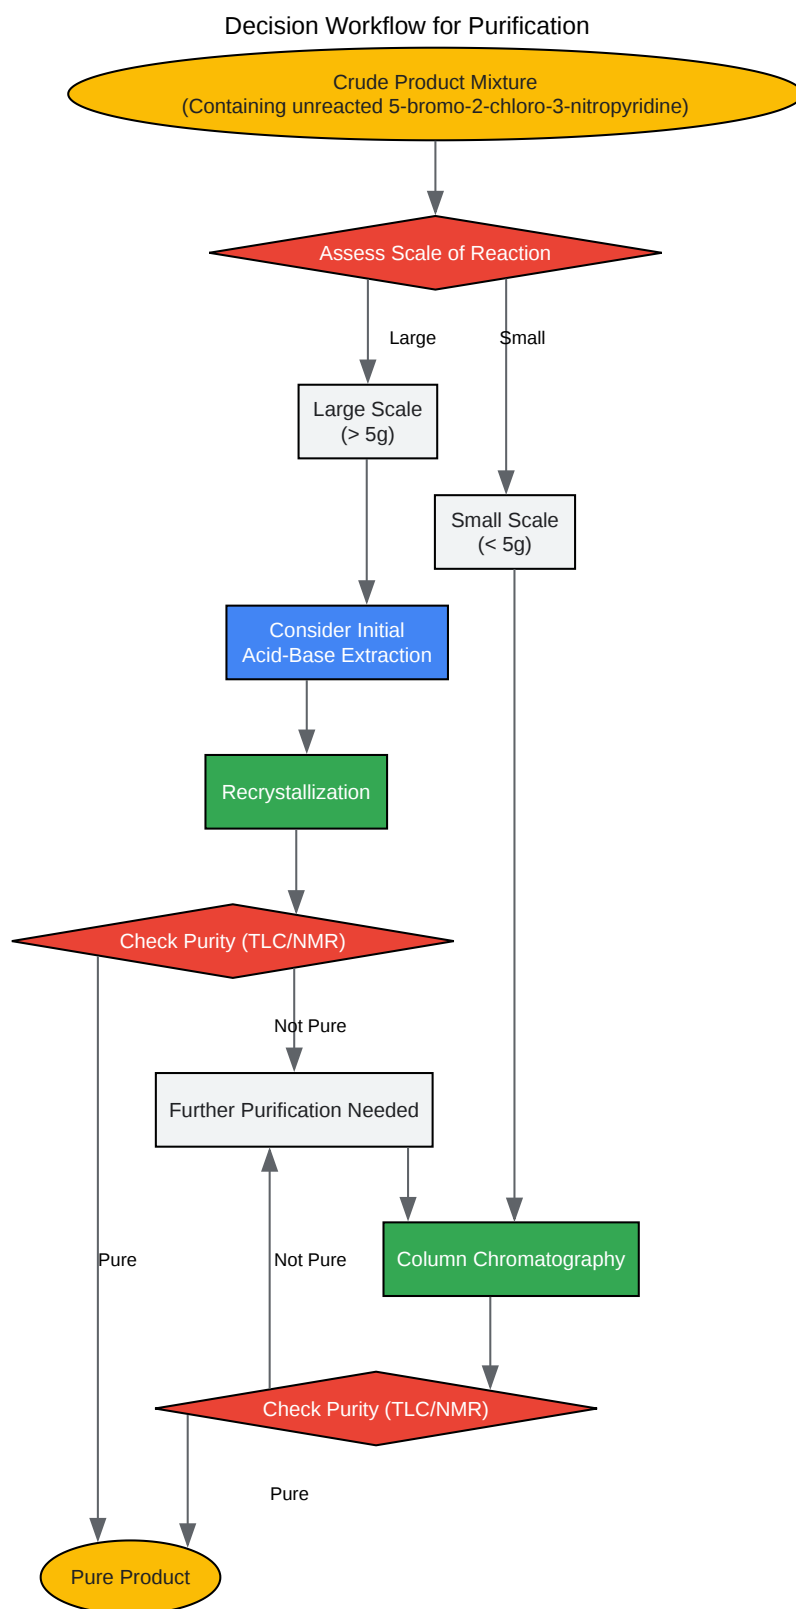 Decision Workflow for Purification
Crude Product Mixture
(Containing unreacted 5-bromo-2-chloro-3-nitropyridine)
Assess Scale of Reaction
Large
Small
Large Scale
(> 5g)
Small Scale
(< 5g)
Consider Initial
Acid-Base Extraction
Recrystallization
Check Purity (TLC/NMR)
Not Pure
Further Purification Needed
Pure
Not Pure
Column Chromatography
Check Purity (TLC/NMR)
Pure
Pure Product